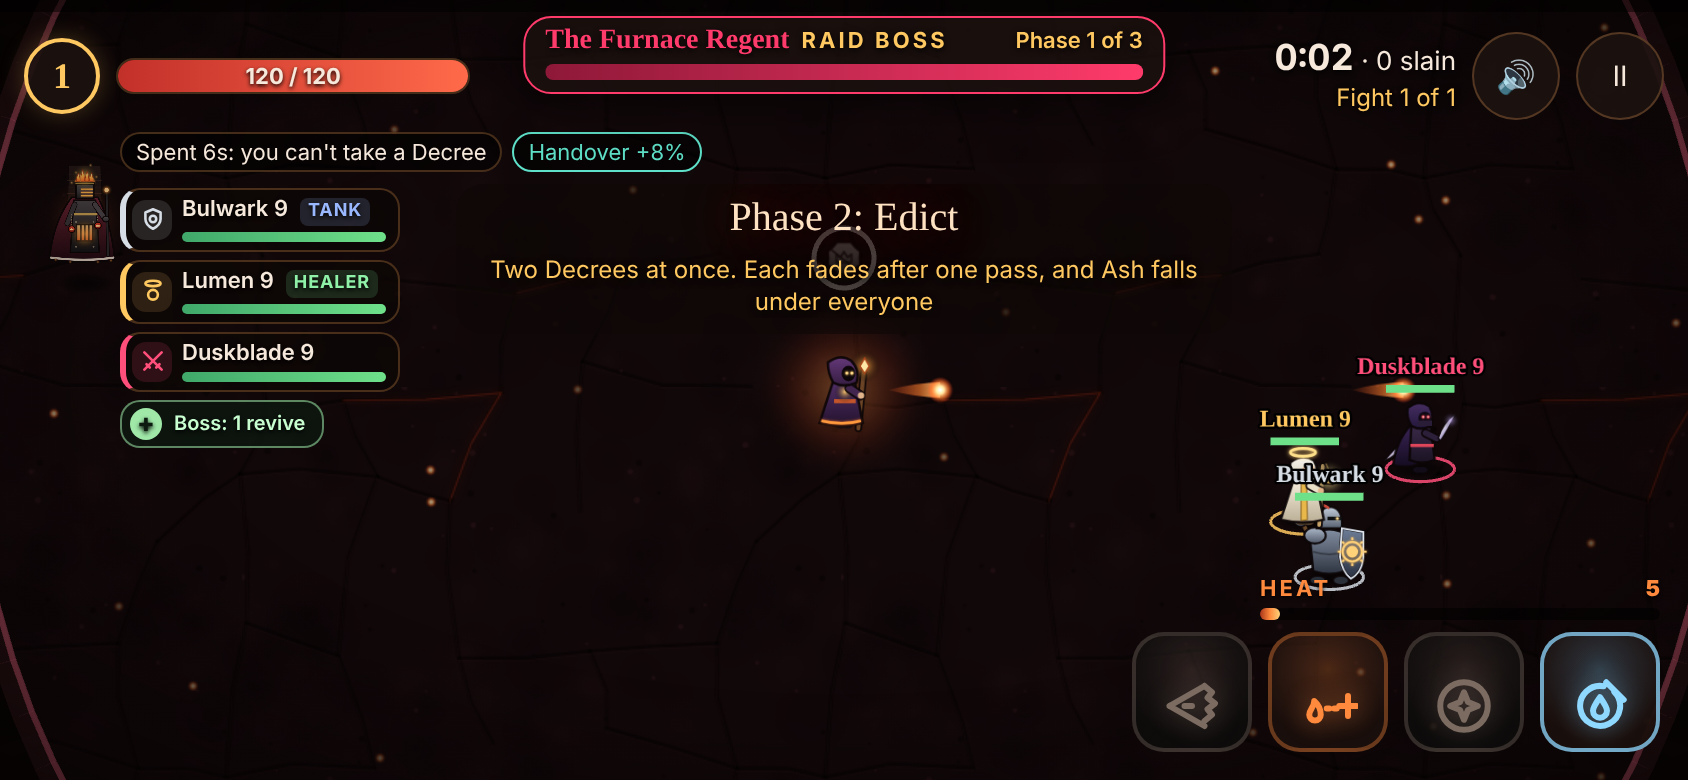 The Furnace Regent RAID BOSS Phase 1 of 3
1
120 / 120
0:02 · 0 slain
Fight 1 of 1
Spent 6s: you can't take a Decree
Handover +8%
Bulwark 9 TANK
Lumen 9 HEALER
Duskblade 9
Boss: 1 revive
Phase 2: Edict
Two Decrees at once. Each fades after one pass, and Ash falls
under everyone
Duskblade 9
Lumen 9
Bulwark 9
HEAT 5